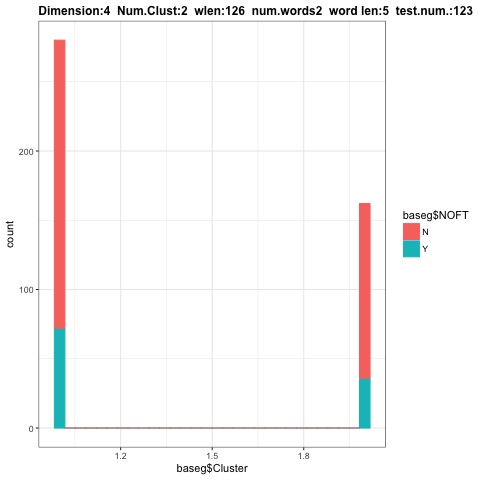 Dimension:4 Num.Clust:2 wlen:126 num.words2 word len:5 test.num.:123
count
200
100
0
1.2 1.5 1.8
baseg$Cluster
baseg$NOFT
N
Y